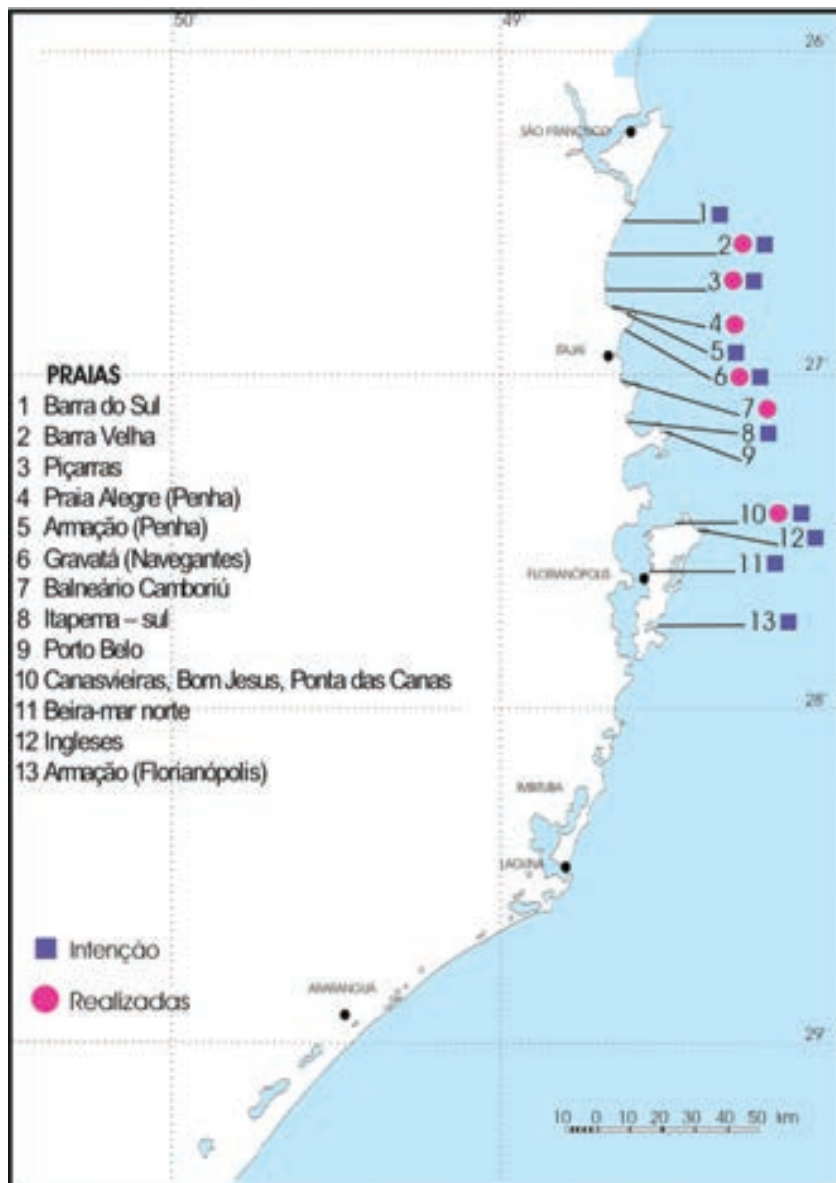 50°
49°
26°
SÃO FRANCISCO
1
2
3
4
ITAJAÍ
5
27°
6
PRAIAS
1 Barra do Sul
7
2 Barra Velha
8
3 Piçarras
9
4 Praia Alegre (Penha)
10
5 Armação (Penha)
12
6 Gravatá (Navegantes)
11
FLORIANÓPOLIS
7 Balneário Camboriú
8 Itapema – sul
13
9 Porto Belo
10 Canasvieiras, Bom Jesus, Ponta das Canas
28°
11 Beira-mar norte
12 Ingleses
13 Armação (Florianópolis)
IMBITUBA
LAGUNA
Intenção
ARARANGUÁ
Realizadas
29°
10 0 10 20 30 40 50 km